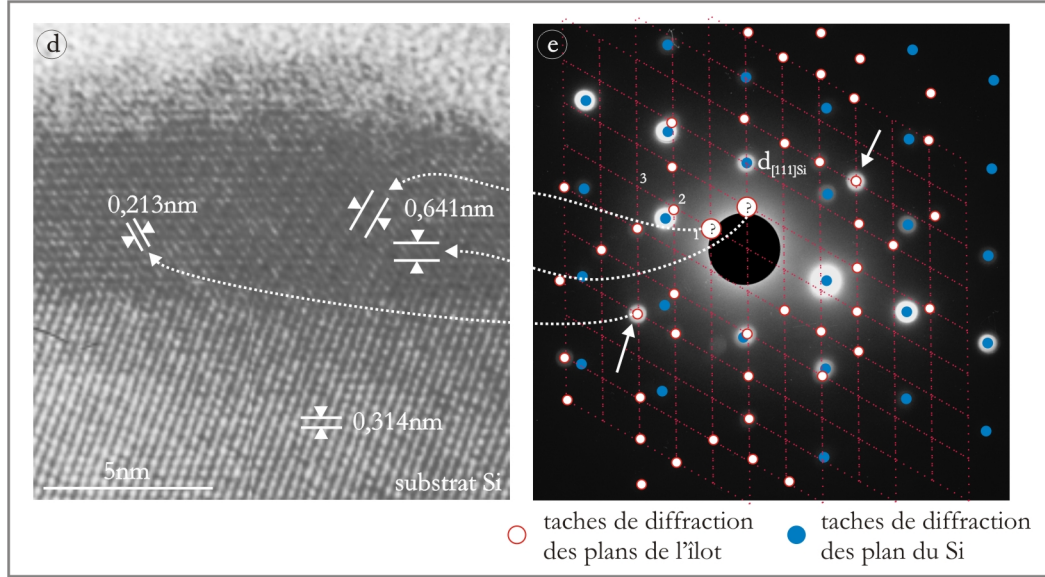 d
0,213nm
0,641nm
0,314nm
5nm
substrat Si
e
d[111]Si
3
2
1
?
?
taches de diffraction
des plans de l'îlot
taches de diffraction
des plan du Si